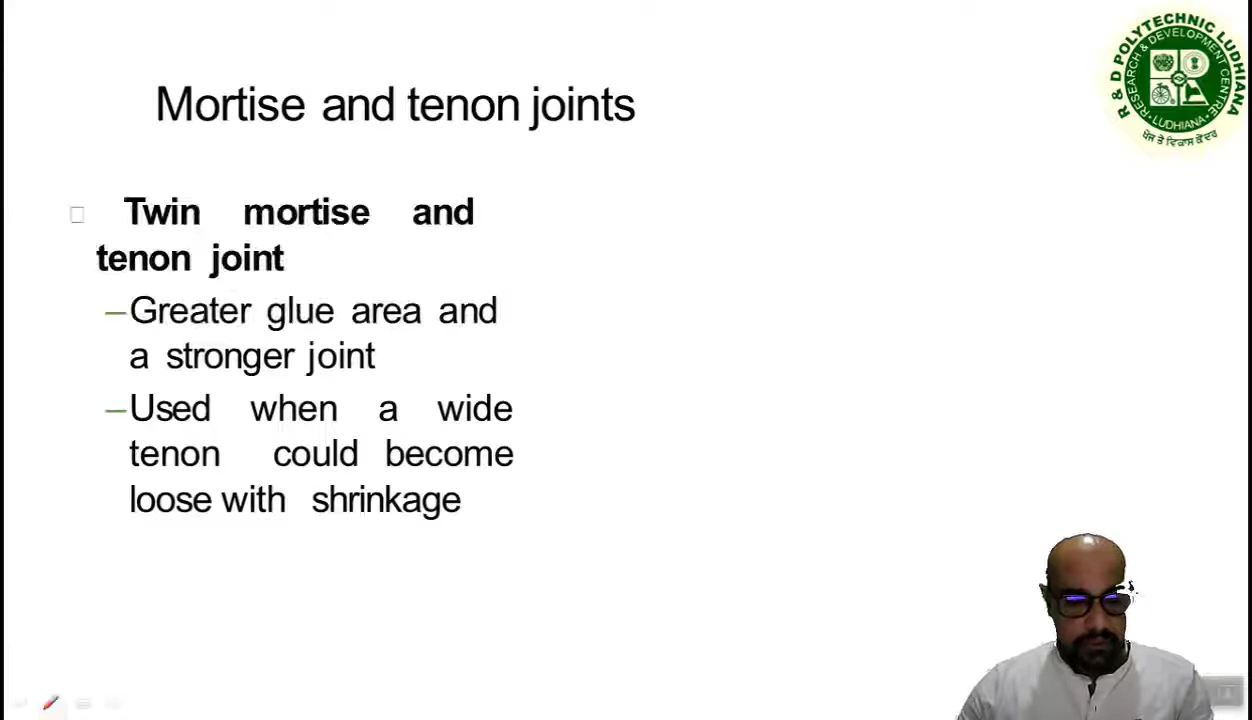 R & D POLYTECHNIC LUDHIANA
RESEARCH & DEVELOPMENT CENTRE
• LUDHIANA •
ਖੋਜ ਤੇ ਵਿਕਾਸ ਕੇਂਦਰ
Mortise and tenon joints
Twin mortise and
tenon joint
–Greater glue area and
a stronger joint
–Used when a wide
tenon could become
loose with shrinkage